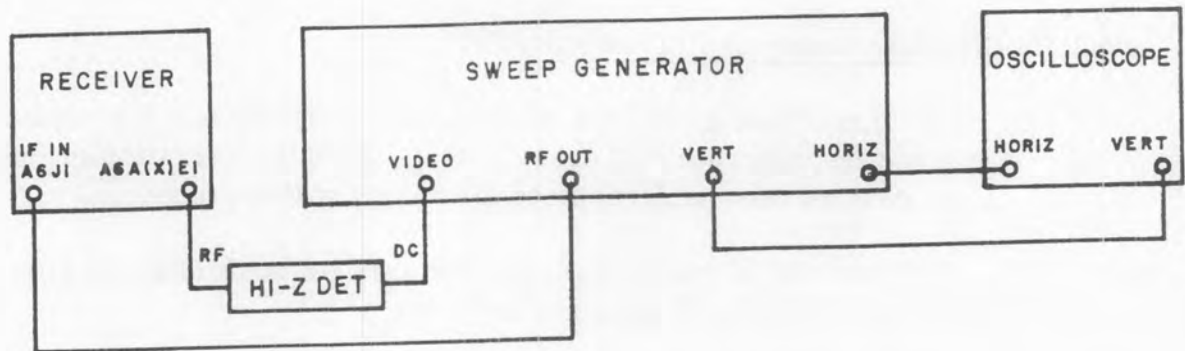 RECEIVER
IF IN
A6J1
A6A(X)E1
SWEEP GENERATOR
VIDEO
RF OUT
VERT
HORIZ
OSCILLOSCOPE
HORIZ
VERT
RF
HI-Z DET
DC